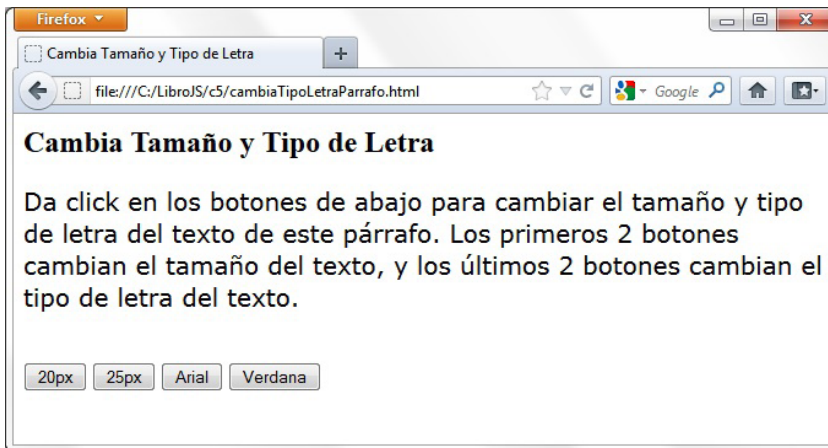 Firefox
Cambia Tamaño y Tipo de Letra
file:///C:/LibroJS/c5/cambiaTipoLetraParrafo.html
Google
Cambia Tamaño y Tipo de Letra
Da click en los botones de abajo para cambiar el tamaño y tipo
de letra del texto de este párrafo. Los primeros 2 botones
cambian el tamaño del texto, y los últimos 2 botones cambian el
tipo de letra del texto.
20px 25px Arial Verdana